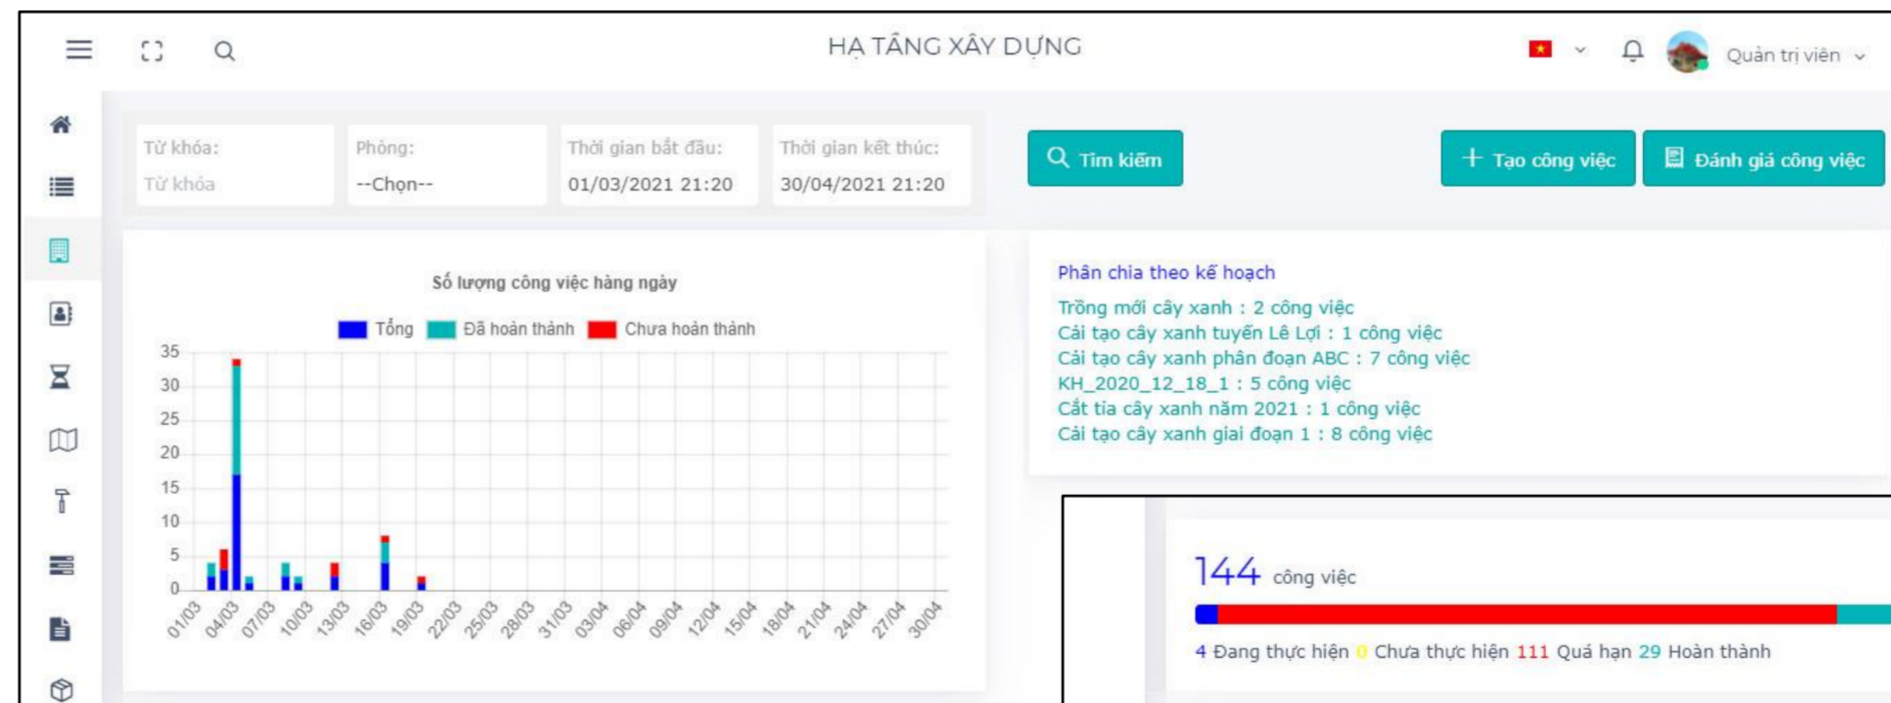 HẠ TẦNG XÂY DỰNG
Quản trị viên
Từ khóa:
Từ khóa
Phòng:
--Chọn--
Thời gian bắt đầu:
01/03/2021 21:20
Thời gian kết thúc:
30/04/2021 21:20
Tìm kiếm
+ Tạo công việc
Đánh giá công việc
Số lượng công việc hàng ngày
Tổng Đã hoàn thành Chưa hoàn thành
35
30
25
20
15
10
5
0
01/03 04/03 07/03 10/03 13/03 16/03 19/03 22/03 25/03 28/03 31/03 03/04 06/04 09/04 12/04 15/04 18/04 21/04 24/04 27/04 30/04
Phân chia theo kế hoạch
Trồng mới cây xanh : 2 công việc
Cải tạo cây xanh tuyến Lê Lợi : 1 công việc
Cải tạo cây xanh phân đoạn ABC : 7 công việc
KH_2020_12_18_1 : 5 công việc
Cắt tỉa cây xanh năm 2021 : 1 công việc
Cải tạo cây xanh giai đoạn 1 : 8 công việc
144 công việc
4 Đang thực hiện 0 Chưa thực hiện 111 Quá hạn 29 Hoàn thành